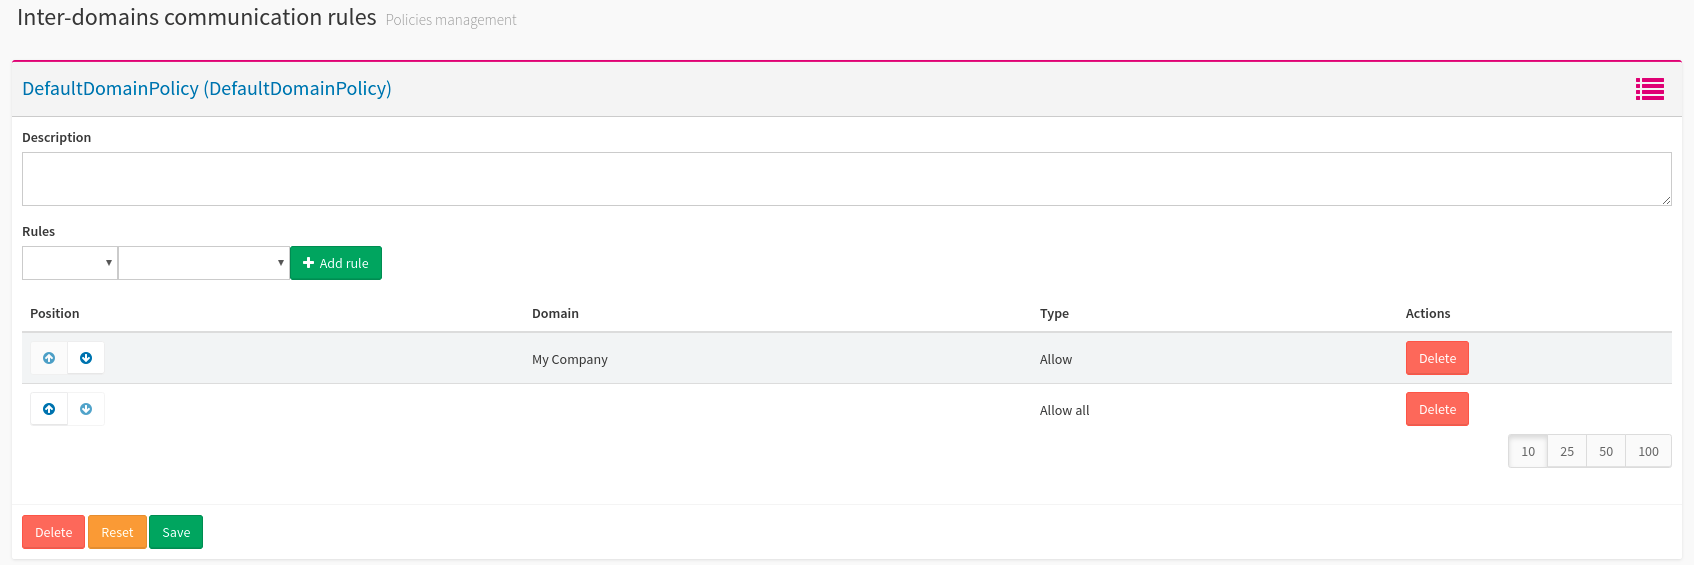 Inter-domains communication rules Policies management
DefaultDomainPolicy (DefaultDomainPolicy)
Description
Rules
Add rule
Position Domain Type Actions
My Company Allow Delete
Allow all Delete
10 25 50 100
Delete Reset Save